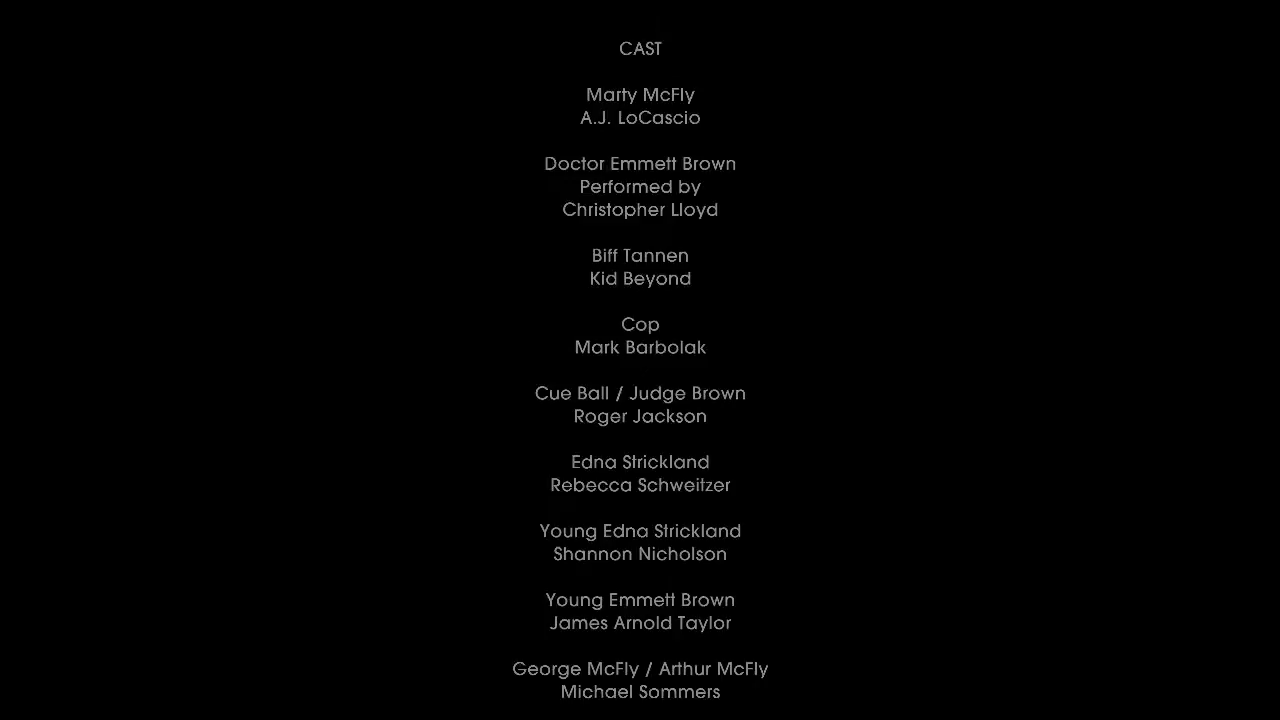 CAST
Marty McFly
A.J. LoCascio
Doctor Emmett Brown
Performed by
Christopher Lloyd
Biff Tannen
Kid Beyond
Cop
Mark Barbolak
Cue Ball / Judge Brown
Roger Jackson
Edna Strickland
Rebecca Schweitzer
Young Edna Strickland
Shannon Nicholson
Young Emmett Brown
James Arnold Taylor
George McFly / Arthur McFly
Michael Sommers